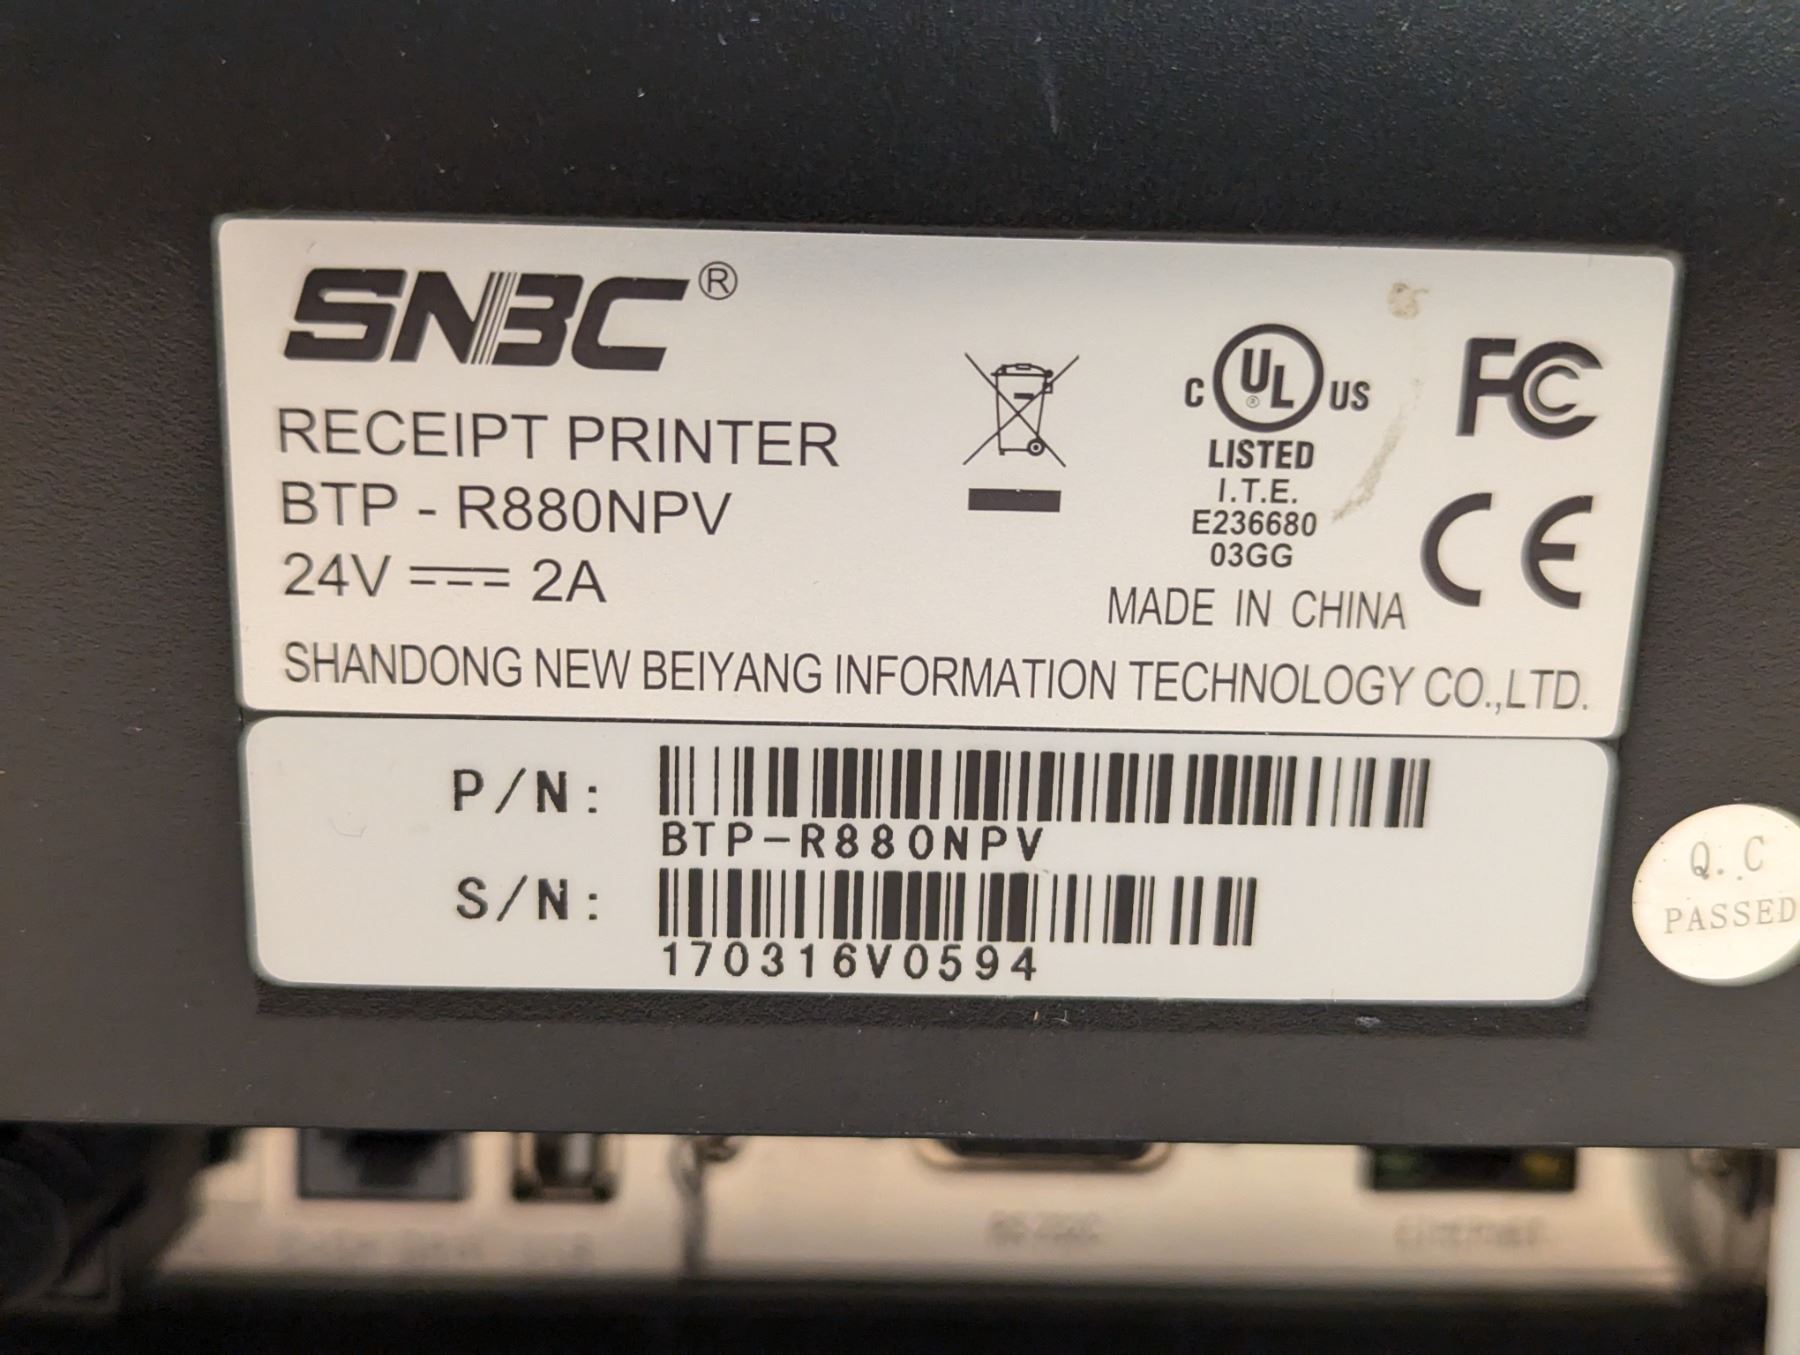 SNBC®
RECEIPT PRINTER
BTP - R880NPV
24V ⎓ 2A
C UL® US
LISTED
I.T.E.
E236680
03GG
FC
CE
MADE IN CHINA
SHANDONG NEW BEIYANG INFORMATION TECHNOLOGY CO.,LTD.
P/N:
BTP-R880NPV
S/N:
170316V0594
Q.C
PASSED
ETHERNET